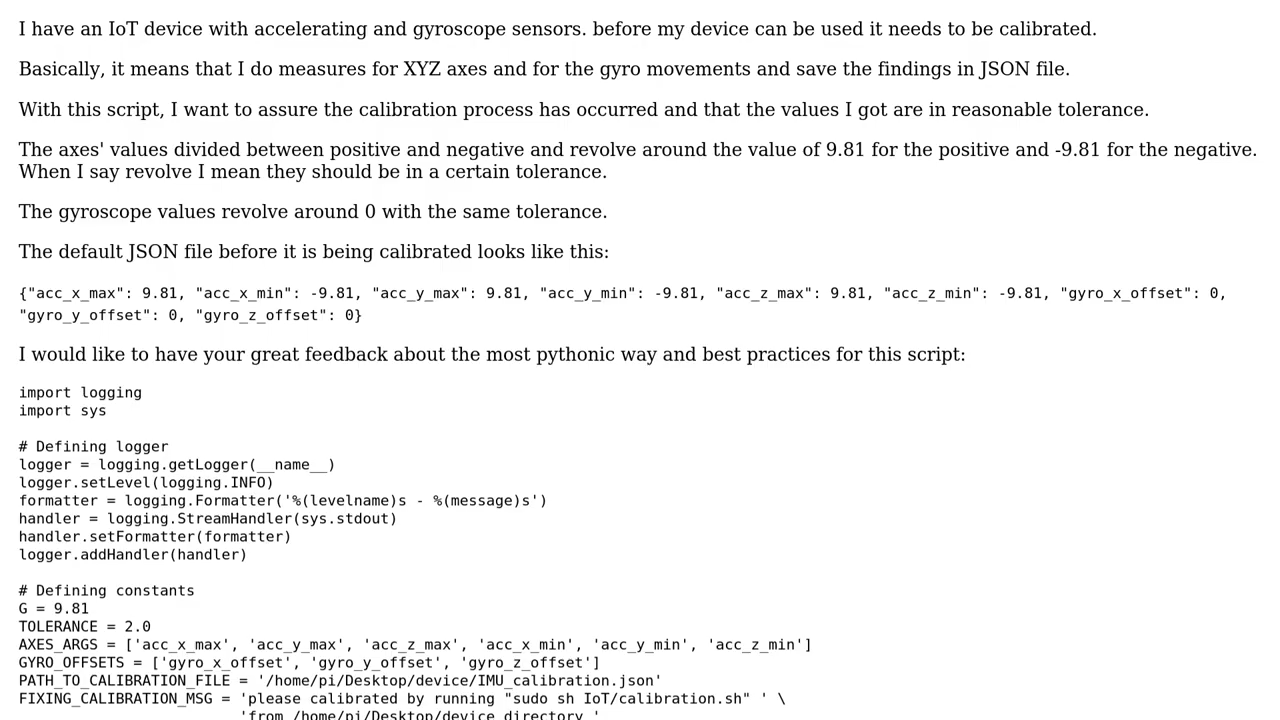 I have an IoT device with accelerating and gyroscope sensors. before my device can be used it needs to be calibrated.
Basically, it means that I do measures for XYZ axes and for the gyro movements and save the findings in JSON file.
With this script, I want to assure the calibration process has occurred and that the values I got are in reasonable tolerance.
The axes' values divided between positive and negative and revolve around the value of 9.81 for the positive and -9.81 for the negative.
When I say revolve I mean they should be in a certain tolerance.
The gyroscope values revolve around 0 with the same tolerance.
The default JSON file before it is being calibrated looks like this:
{"acc_x_max": 9.81, "acc_x_min": -9.81, "acc_y_max": 9.81, "acc_y_min": -9.81, "acc_z_max": 9.81, "acc_z_min": -9.81, "gyro_x_offset": 0,
"gyro_y_offset": 0, "gyro_z_offset": 0}
I would like to have your great feedback about the most pythonic way and best practices for this script:
import logging
import sys
# Defining logger
logger = logging.getLogger(__name__)
logger.setLevel(logging.INFO)
formatter = logging.Formatter('%(levelname)s - %(message)s')
handler = logging.StreamHandler(sys.stdout)
handler.setFormatter(formatter)
logger.addHandler(handler)
# Defining constants
G = 9.81
TOLERANCE = 2.0
AXES_ARGS = ['acc_x_max', 'acc_y_max', 'acc_z_max', 'acc_x_min', 'acc_y_min', 'acc_z_min']
GYRO_OFFSETS = ['gyro_x_offset', 'gyro_y_offset', 'gyro_z_offset']
PATH_TO_CALIBRATION_FILE = '/home/pi/Desktop/device/IMU_calibration.json'
FIXING_CALIBRATION_MSG = 'please calibrated by running "sudo sh IoT/calibration.sh" ' \
'from /home/pi/Desktop/device directory '